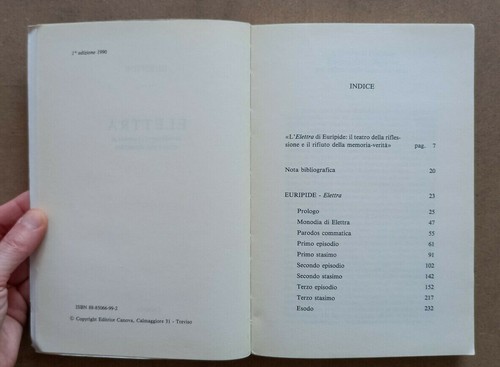 1ª edizione 1986
ISBN 88-85066-99-2
© Copyright Editrice Canova, Calmaggiore 31 - Treviso
INDICE
«L'Elettra di Euripide: il teatro della rifles-
sione e il rifiuto della memoria-verità» pag. 7
Nota bibliografica 20
EURIPIDE - Elettra 23
Prologo 25
Monodia di Elettra 47
Parodos commatica 55
Primo episodio 61
Primo stasimo 91
Secondo episodio 102
Secondo stasimo 142
Terzo episodio 152
Terzo stasimo 217
Esodo 232